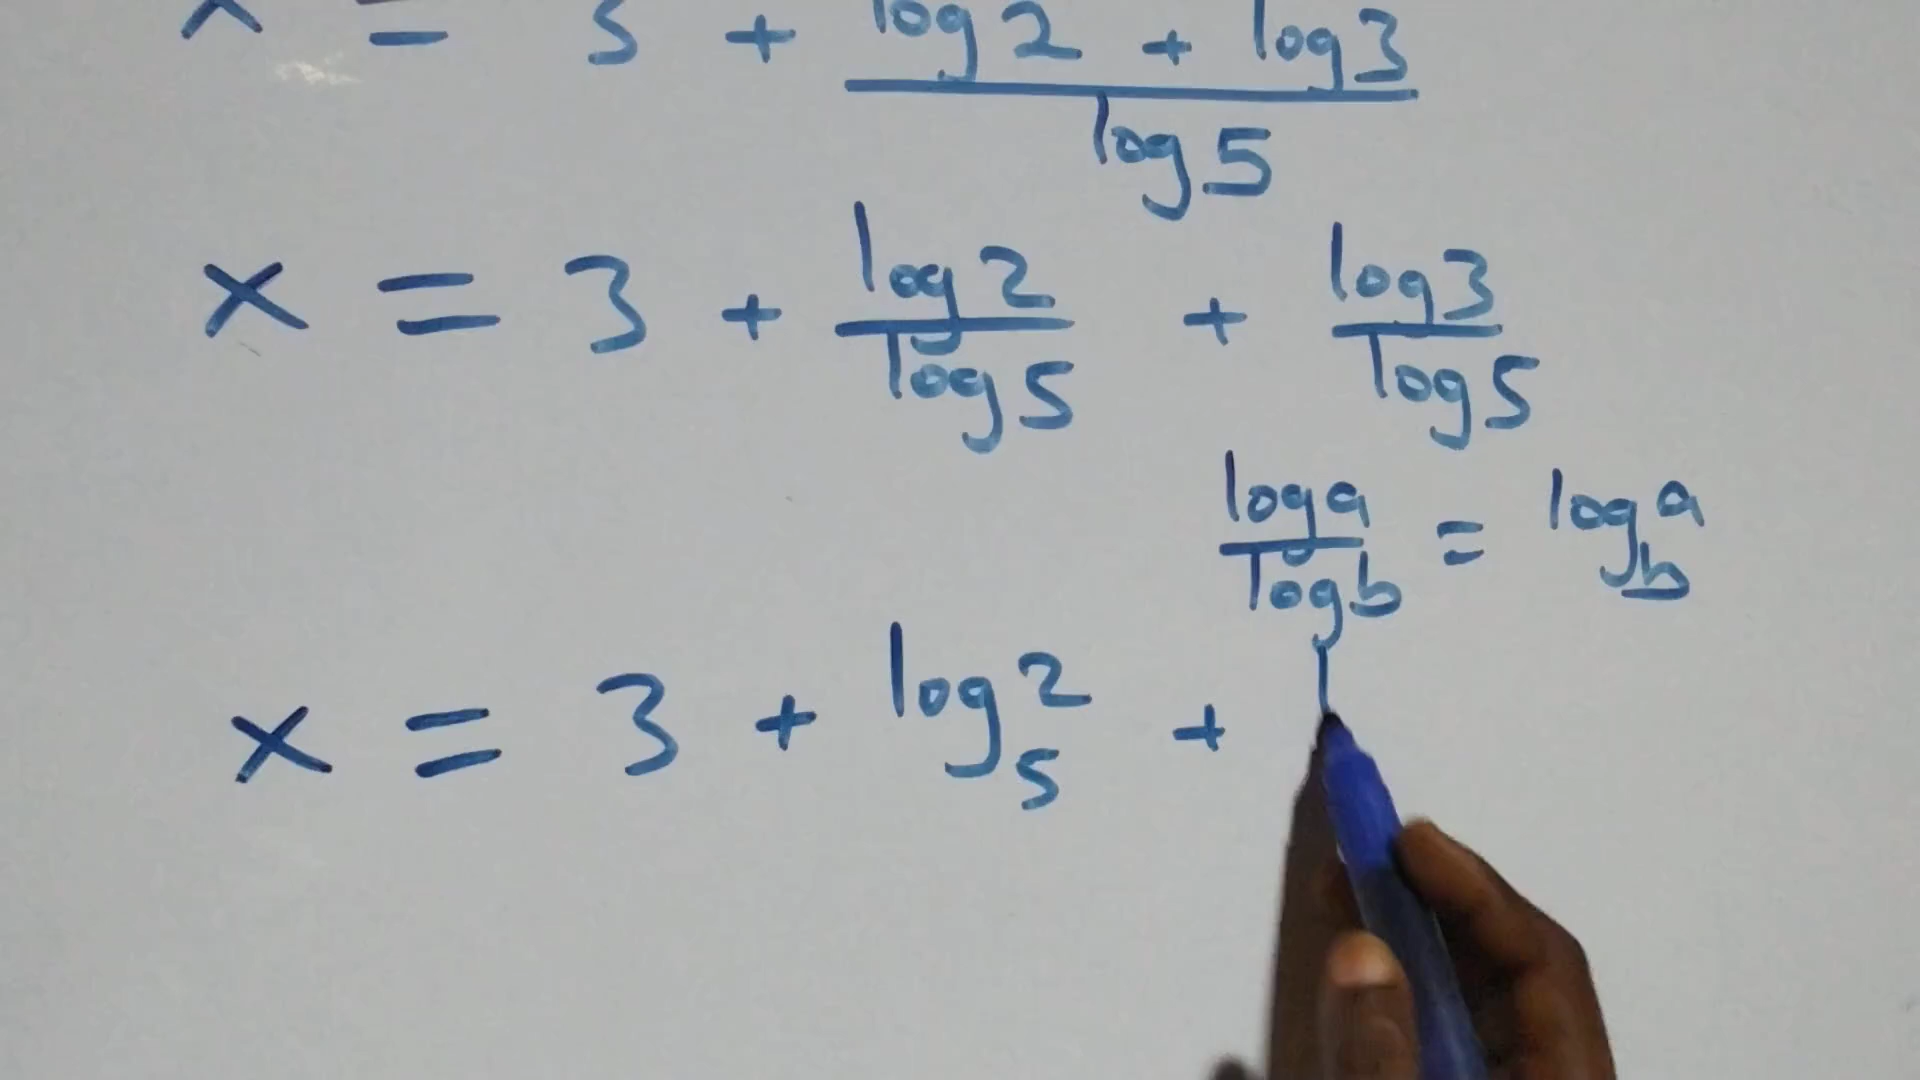 x = 3 + (log 2 + log 3)/(log 5)
x = 3 + (log 2)/(log 5) + (log 3)/(log 5)
(log a)/(log b) = log_b a
x = 3 + log_5 2 +